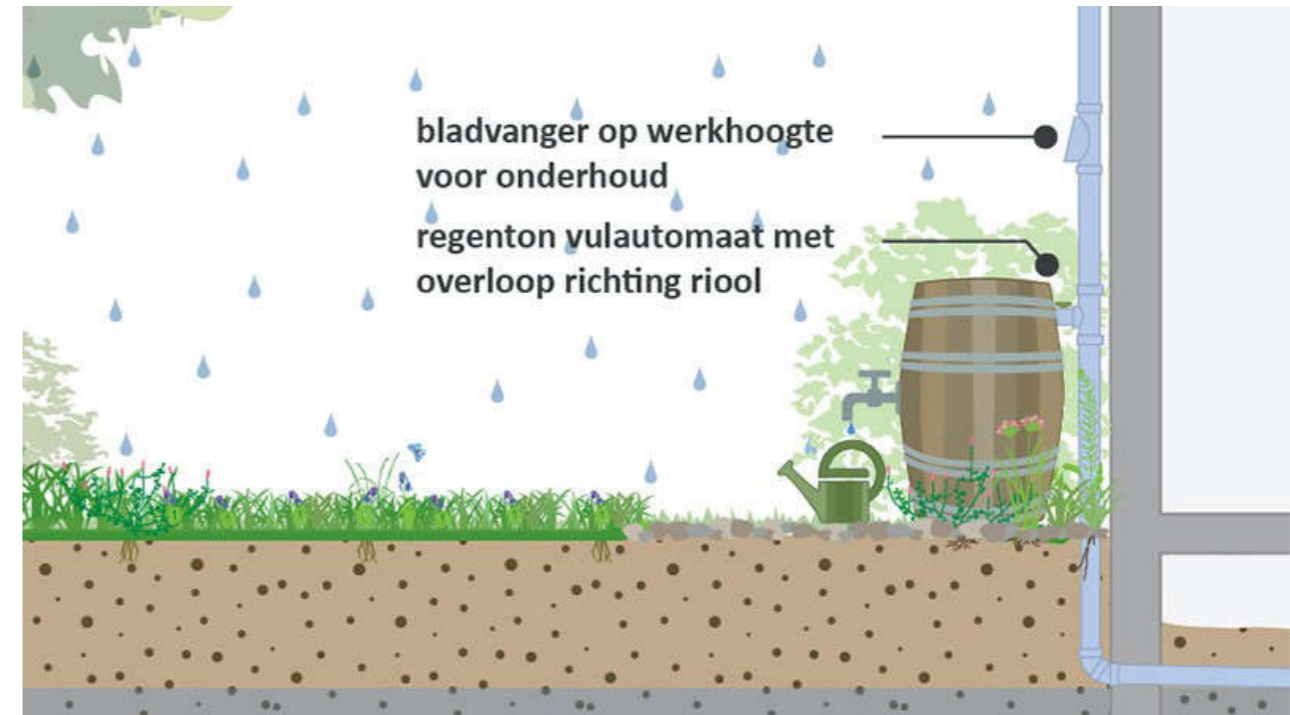 bladvanger op werkhoogte
voor onderhoud
regenton vulautomaat met
overloop richting riool